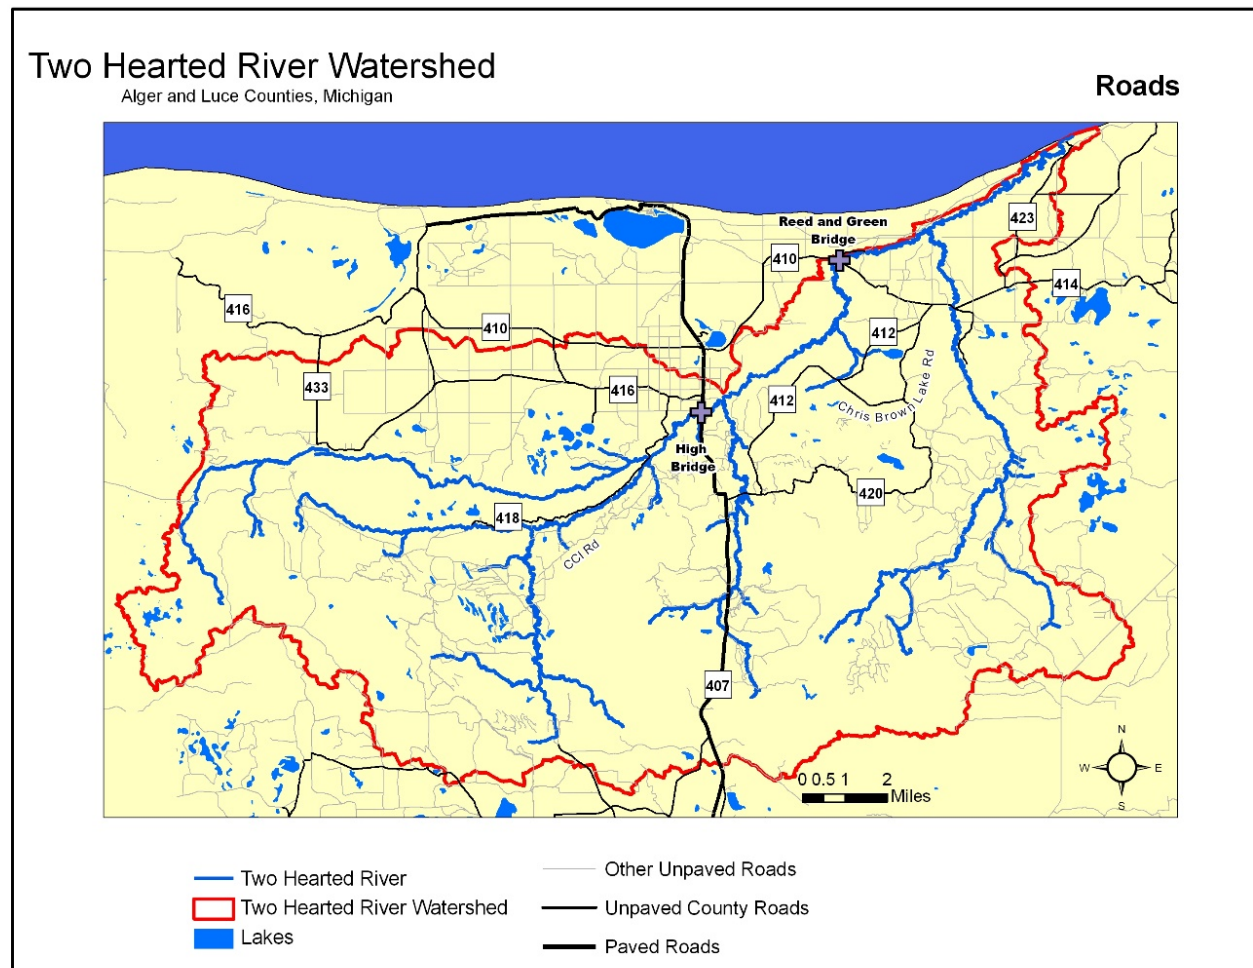 Two Hearted River Watershed
Alger and Luce Counties, Michigan
Roads
Reed and Green
Bridge
423
410
414
416
410
412
433
416
412
Chris Brown Lake Rd
High
Bridge
420
418
CCI Rd
407
N
W
E
S
0 0.5 1 2
Miles
Two Hearted River
Two Hearted River Watershed
Lakes
Other Unpaved Roads
Unpaved County Roads
Paved Roads